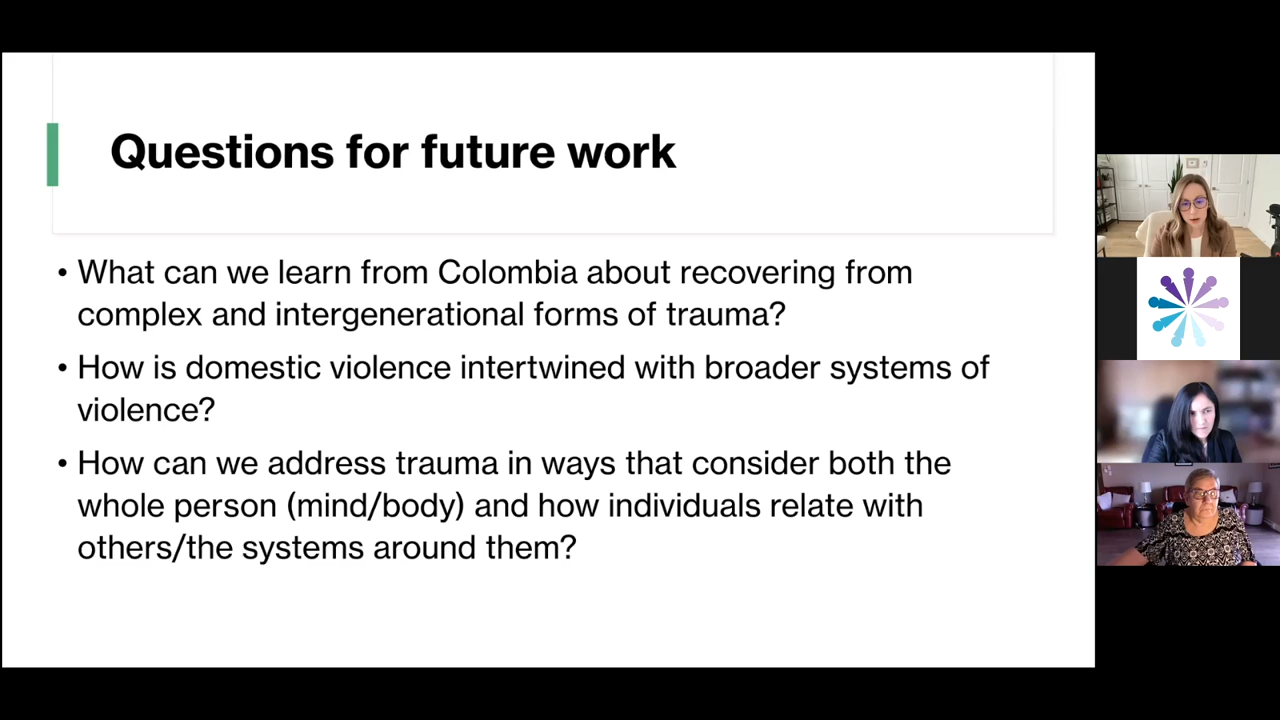 Questions for future work
• What can we learn from Colombia about recovering from
complex and intergenerational forms of trauma?
• How is domestic violence intertwined with broader systems of
violence?
• How can we address trauma in ways that consider both the
whole person (mind/body) and how individuals relate with
others/the systems around them?